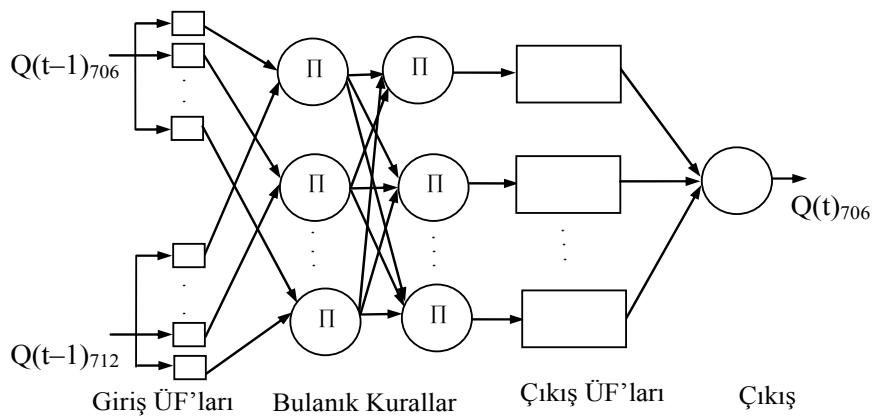 Q(t–1)706
Π Π
Π Π
Q(t)706
Π Π
Q(t–1)712
Giriş ÜF'ları Bulanık Kurallar Çıkış ÜF'ları Çıkış